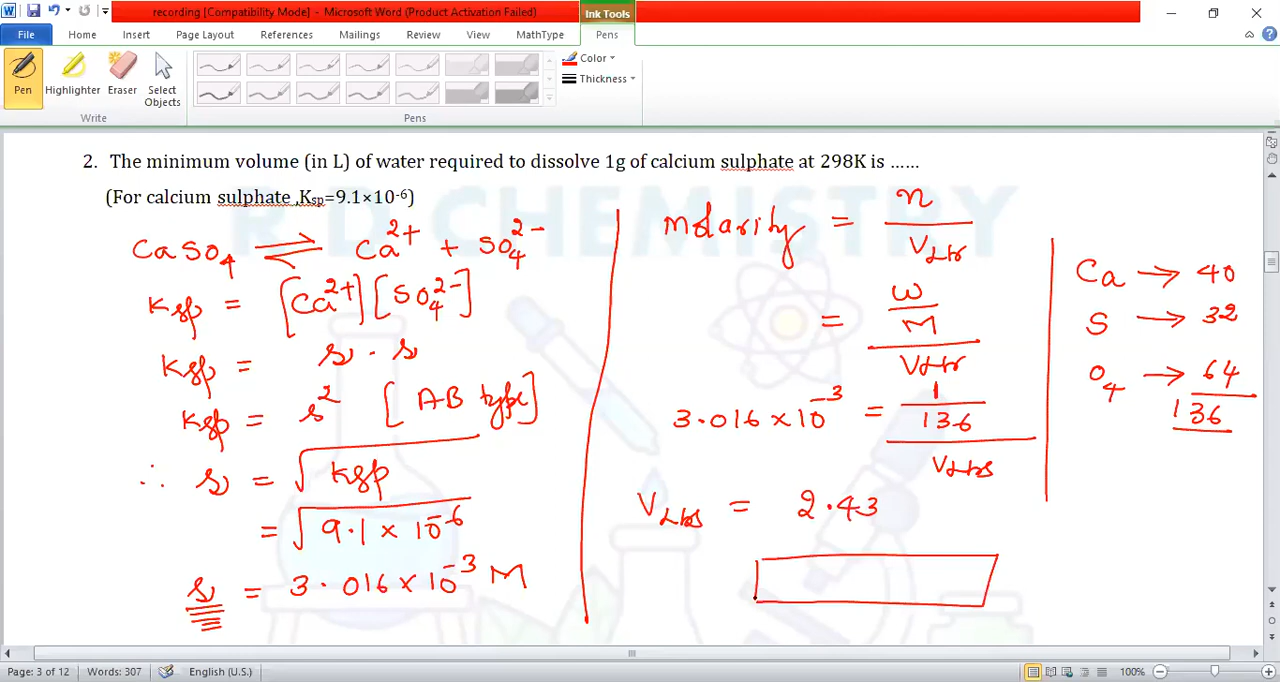 recording [Compatibility Mode] - Microsoft Word (Product Activation Failed)
Ink Tools
File Home Insert Page Layout References Mailings Review View MathType Pens
Pen Highlighter Eraser Select Objects
Color
Thickness
Write Pens
R D CHEMISTRY
2. The minimum volume (in L) of water required to dissolve 1g of calcium sulphate at 298K is ......
(For calcium sulphate ,Ksp=9.1×10⁻⁶)
CaSO₄ ⇌ Ca²⁺ + SO₄²⁻
Ksp = [Ca²⁺][SO₄²⁻]
Ksp = s . s
Ksp = s² [AB type]
∴ s = √Ksp
= √9.1 × 10⁻⁶
s = 3.016 × 10⁻³ M
Molarity = n / V Ltr
= w/M / V Ltr
3.016 × 10⁻³ = 1/136 / V Ltrs
V Ltrs = 2.43
Ca → 40
S → 32
O₄ → 64
136
Page: 3 of 12 Words: 307 English (U.S.) 100%